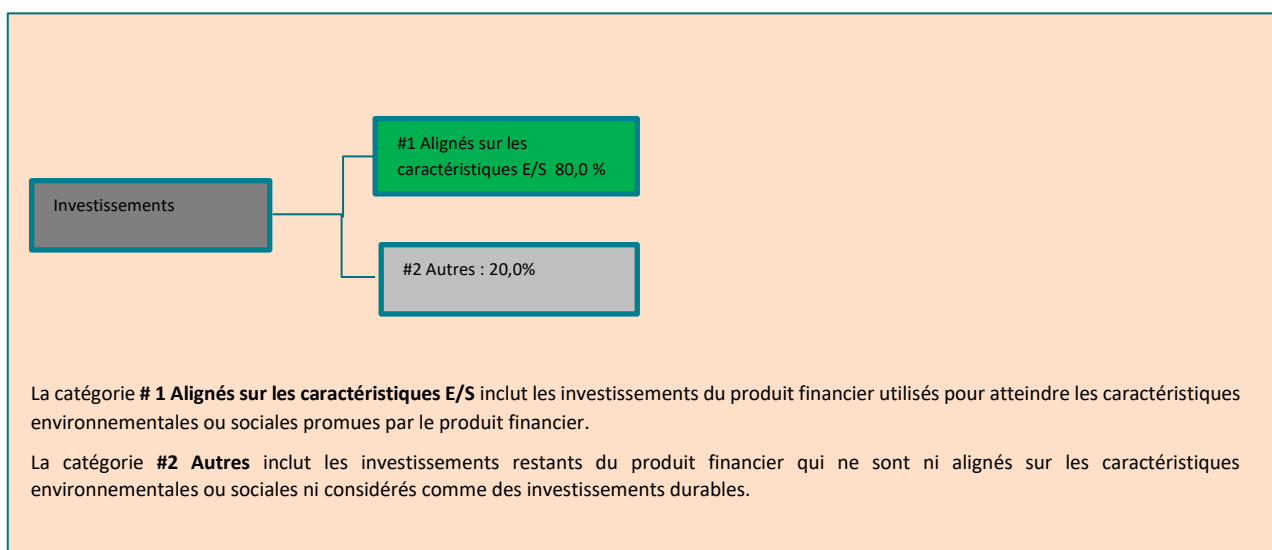 #1 Alignés sur les
caractéristiques E/S 80,0 %
Investissements
#2 Autres : 20,0%
La catégorie # 1 Alignés sur les caractéristiques E/S inclut les investissements du produit financier utilisés pour atteindre les caractéristiques
environnementales ou sociales promues par le produit financier.
La catégorie #2 Autres inclut les investissements restants du produit financier qui ne sont ni alignés sur les caractéristiques
environnementales ou sociales ni considérés comme des investissements durables.